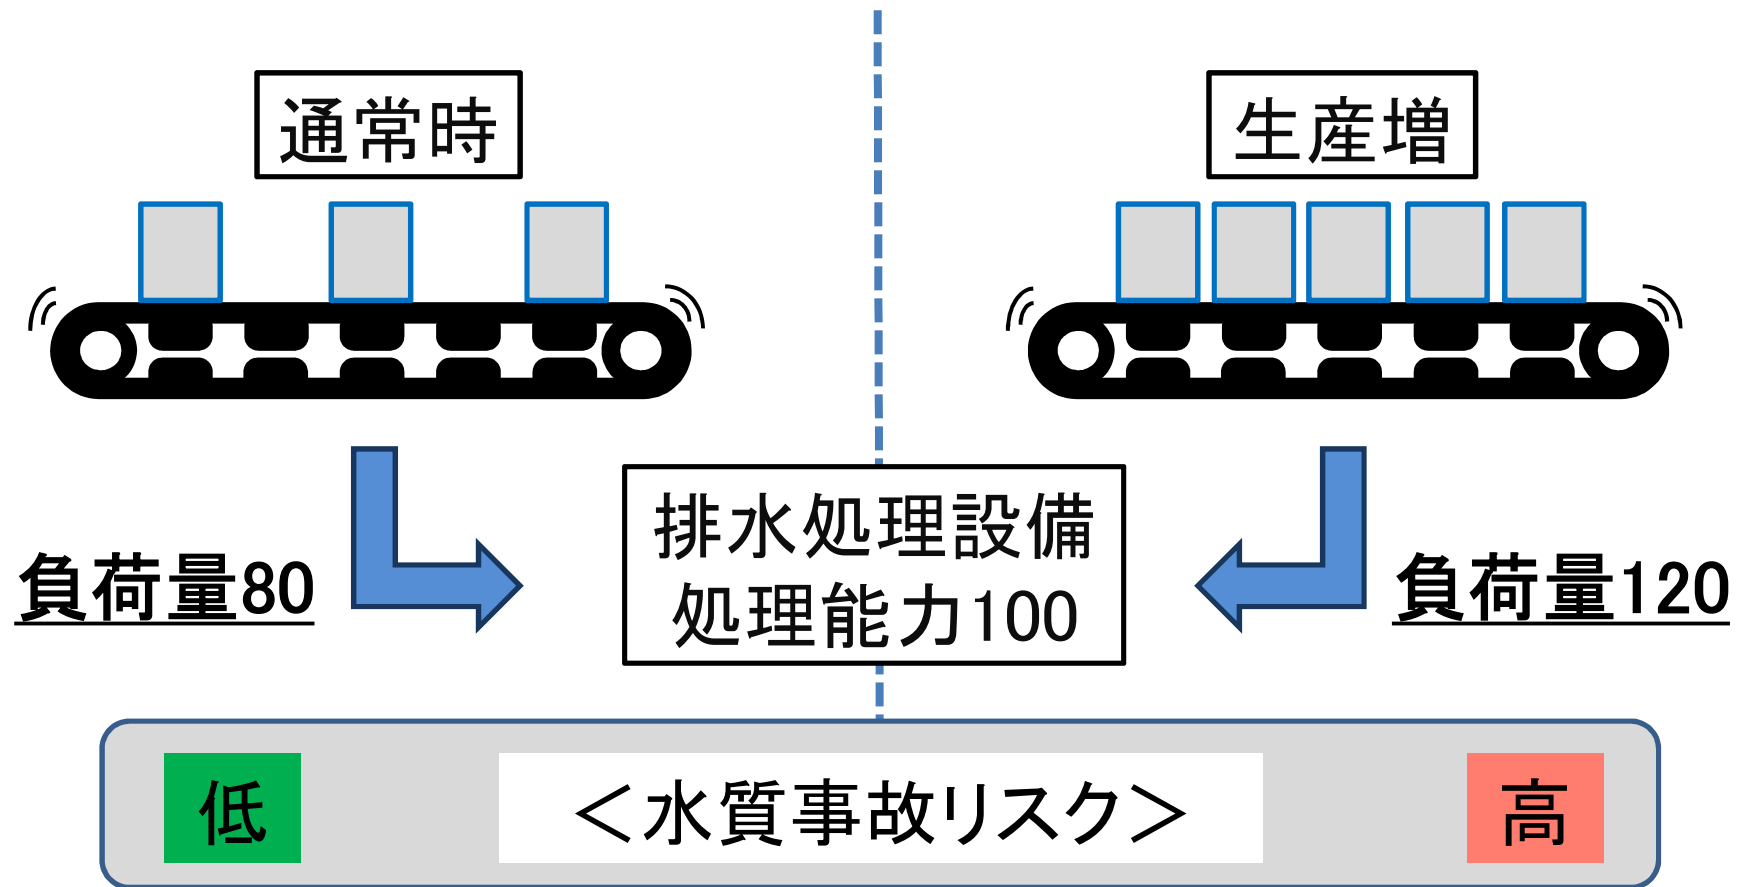 通常時
生産増
排水処理設備
処理能力100
負荷量80
負荷量120
低
＜水質事故リスク＞
高